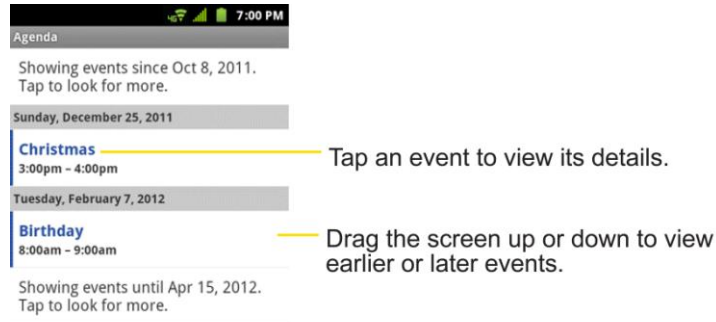 7:00 PM
Agenda
Showing events since Oct 8, 2011.
Tap to look for more.
Sunday, December 25, 2011
Christmas
3:00pm – 4:00pm
Tap an event to view its details.
Tuesday, February 7, 2012
Birthday
8:00am – 9:00am
Drag the screen up or down to view
earlier or later events.
Showing events until Apr 15, 2012.
Tap to look for more.